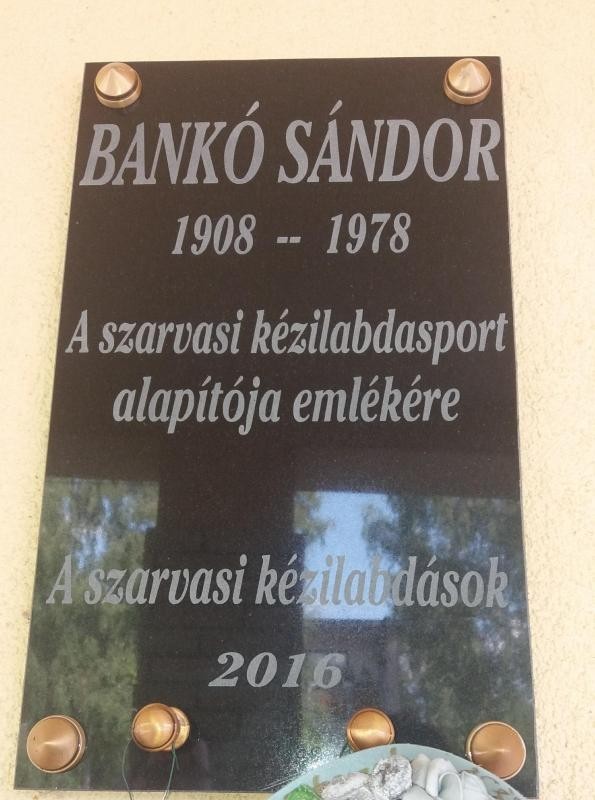 BANKÓ SÁNDOR
1908 -- 1978
A szarvasi kézilabdasport
alapítója emlékére
A szarvasi kézilabdások
2016